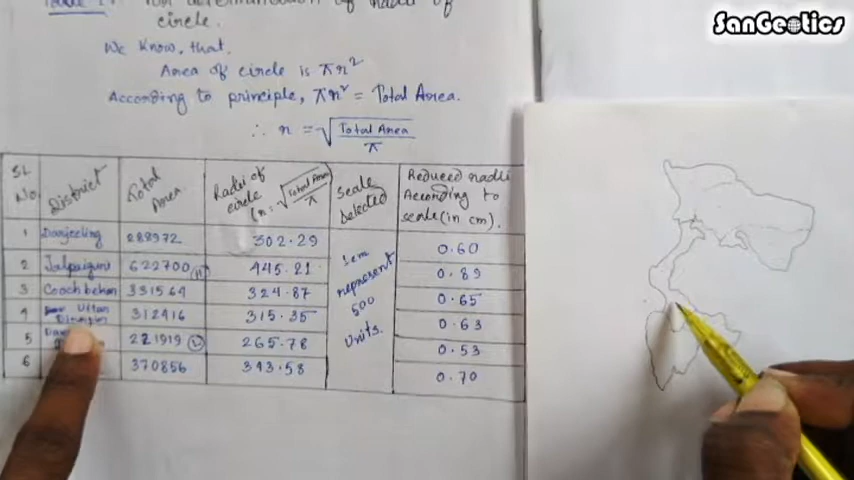 SanGeotics
circle.
We know, that.
Area of circle is πr²
According to principle, πr² = Total Area.
∴ r = √Total Area/π
SL No. District Total Area Radii of circle (r = √Total Area/π) Scale Selected Reduced radii According to scale (in cm).
1 Darjeeling 288972 302.29 0.60
2 Jalpaiguri 622700 445.21 0.89
3 Coachbehar 331564 324.87 0.65
4 Uttar Dinajpur 312416 315.35 0.63
5 221919 265.78 0.53
6 370856 343.58 0.70
1cm represent 500 units.